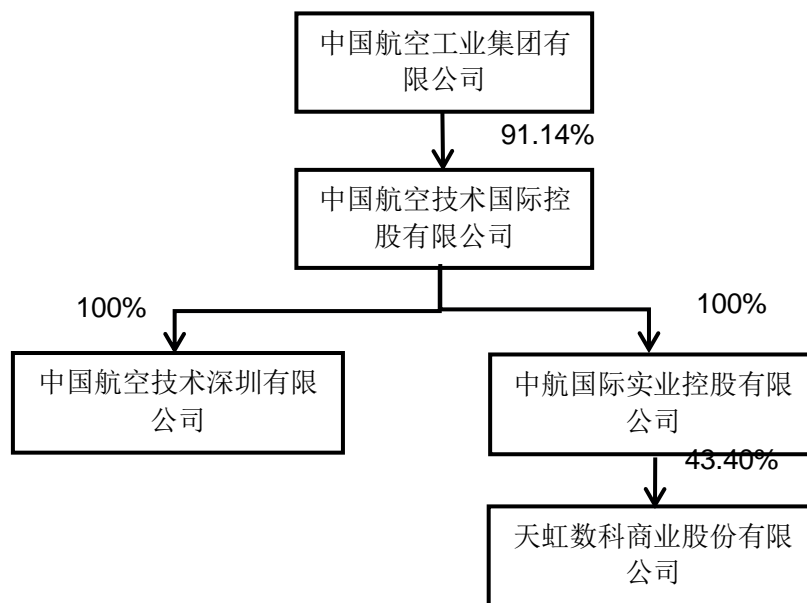 中国航空工业集团有
限公司
91.14%
中国航空技术国际控
股有限公司
100%
100%
中国航空技术深圳有限
公司
中航国际实业控股有限
公司
43.40%
天虹数科商业股份有限
公司